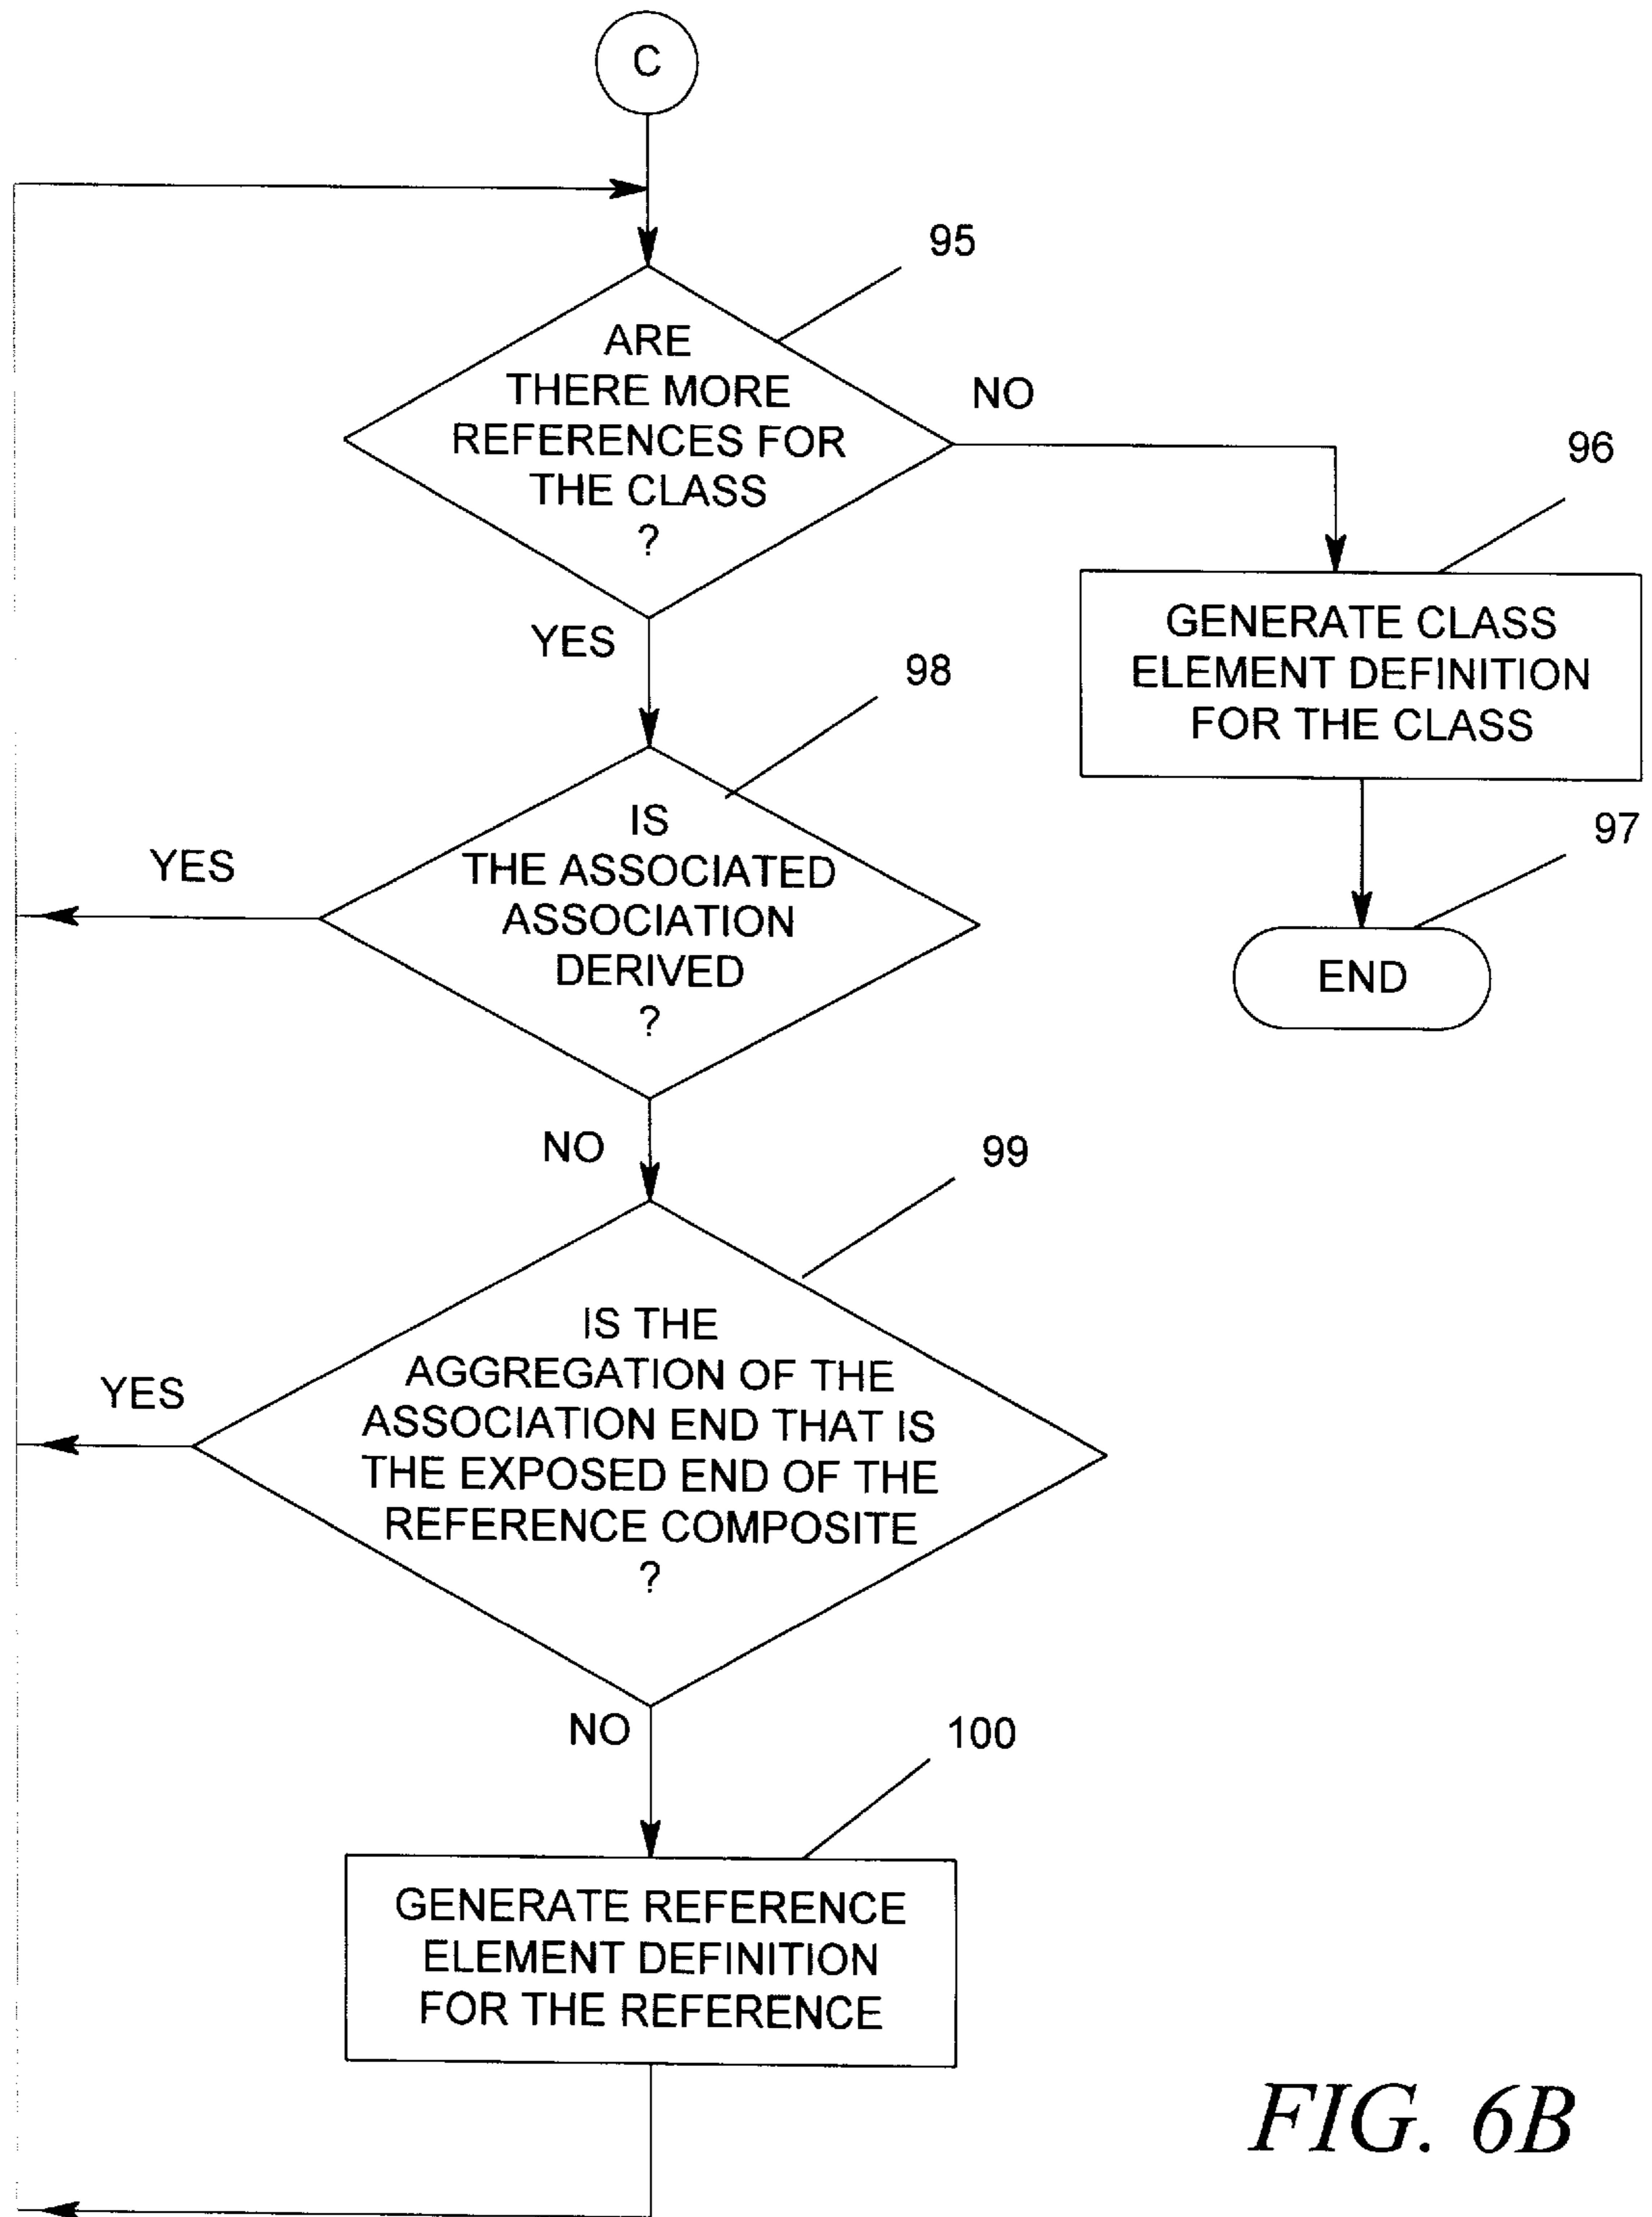 C
95
ARE
THERE MORE
REFERENCES FOR
THE CLASS
?
NO
96
GENERATE CLASS
ELEMENT DEFINITION
FOR THE CLASS
YES
98
97
END
IS
THE ASSOCIATED
ASSOCIATION
DERIVED
?
YES
NO
99
IS THE
AGGREGATION OF THE
ASSOCIATION END THAT IS
THE EXPOSED END OF THE
REFERENCE COMPOSITE
?
YES
NO
100
GENERATE REFERENCE
ELEMENT DEFINITION
FOR THE REFERENCE
FIG. 6B